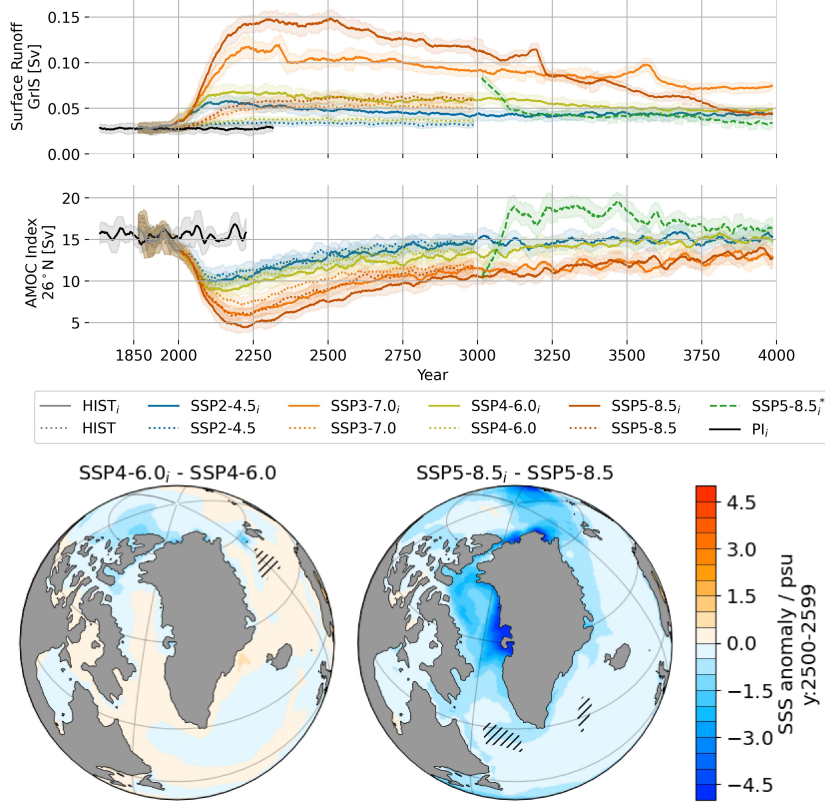 Surface Runoff
GrIS [Sv]
0.15
0.10
0.05
0.00
AMOC Index
26°N [Sv]
20
15
10
5
1850 2000 2250 2500 2750 3000 3250 3500 3750 4000
Year
HISTᵢ SSP2-4.5ᵢ SSP3-7.0ᵢ SSP4-6.0ᵢ SSP5-8.5ᵢ SSP5-8.5ᵢ*
HIST SSP2-4.5 SSP3-7.0 SSP4-6.0 SSP5-8.5 PIᵢ
SSP4-6.0ᵢ - SSP4-6.0
SSP5-8.5ᵢ - SSP5-8.5
4.5
3.0
1.5
0.0
−1.5
−3.0
−4.5
SSS anomaly / psu
y:2500-2599